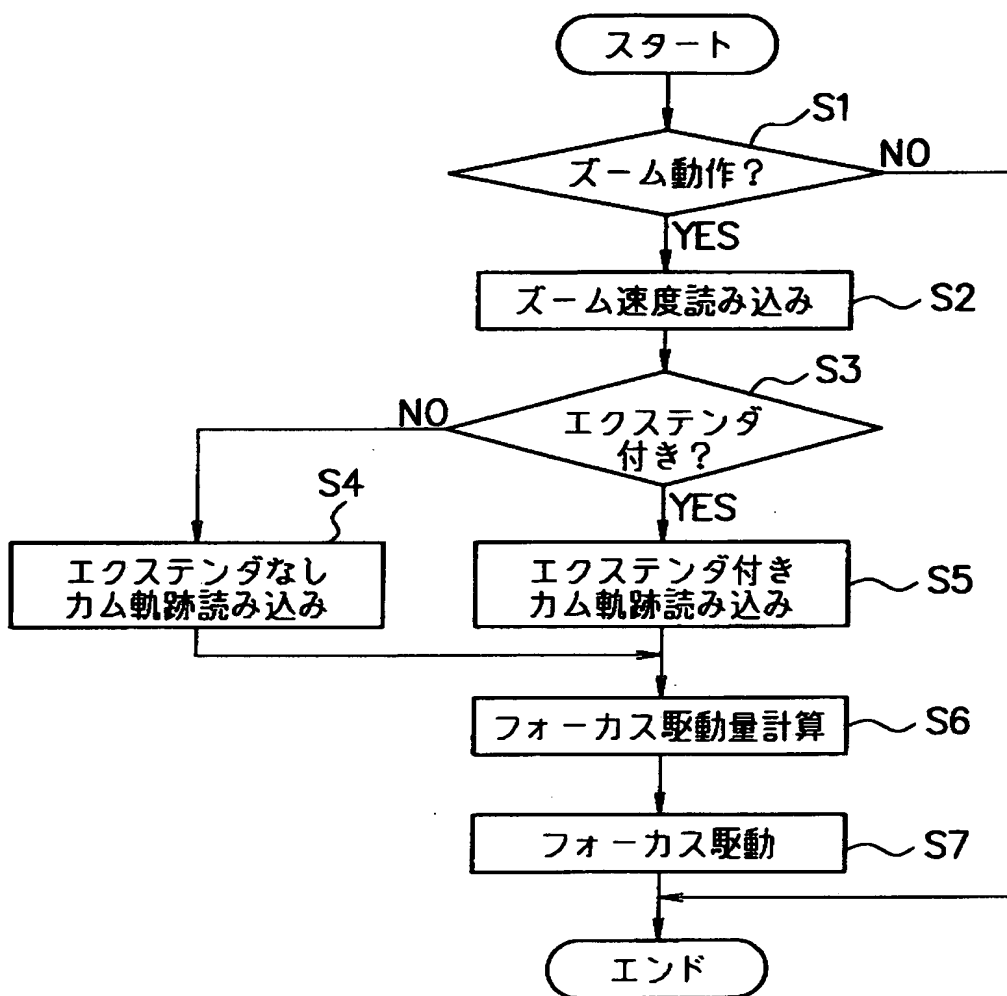 スタート
S1
ズーム動作?
NO
YES
ズーム速度読み込み
S2
S3
エクステンダ
付き?
NO
YES
S4
エクステンダなし
カム軌跡読み込み
エクステンダ付き
カム軌跡読み込み
S5
フォーカス駆動量計算
S6
フォーカス駆動
S7
エンド